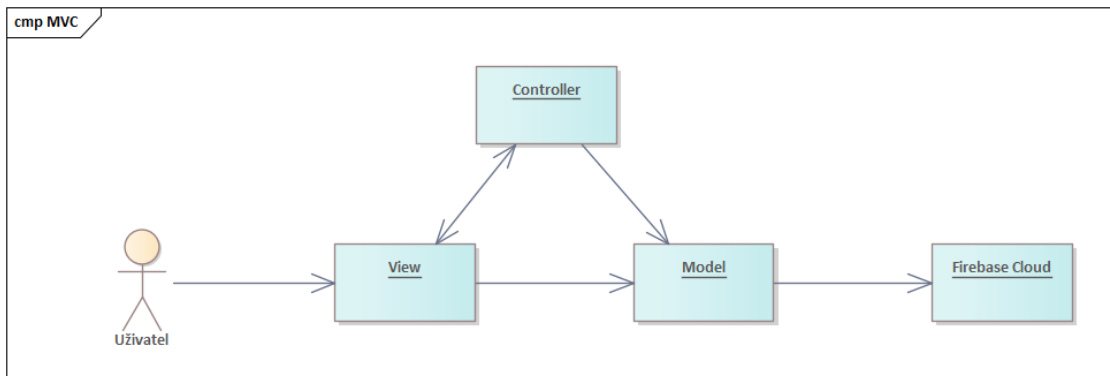 cmp MVC
Controller
View
Model
Firebase Cloud
Uživatel